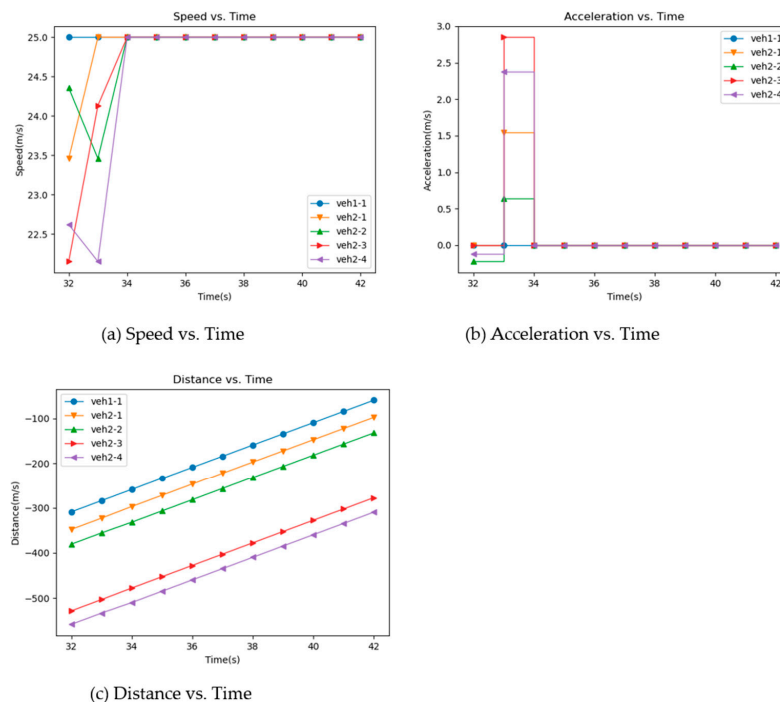 Speed vs. Time
25.0
24.5
24.0
23.5
23.0
22.5
Speed(m/s)
veh1-1
veh2-1
veh2-2
veh2-3
veh2-4
32 34 36 38 40 42
Time(s)
(a) Speed vs. Time
Acceleration vs. Time
3.0
2.5
2.0
1.5
1.0
0.5
0.0
Acceleration(m/s)
veh1-1
veh2-1
veh2-2
veh2-3
veh2-4
32 34 36 38 40 42
Time(s)
(b) Acceleration vs. Time
Distance vs. Time
−100
−200
−300
−400
−500
Distance(m/s)
veh1-1
veh2-1
veh2-2
veh2-3
veh2-4
32 34 36 38 40 42
Time(s)
(c) Distance vs. Time